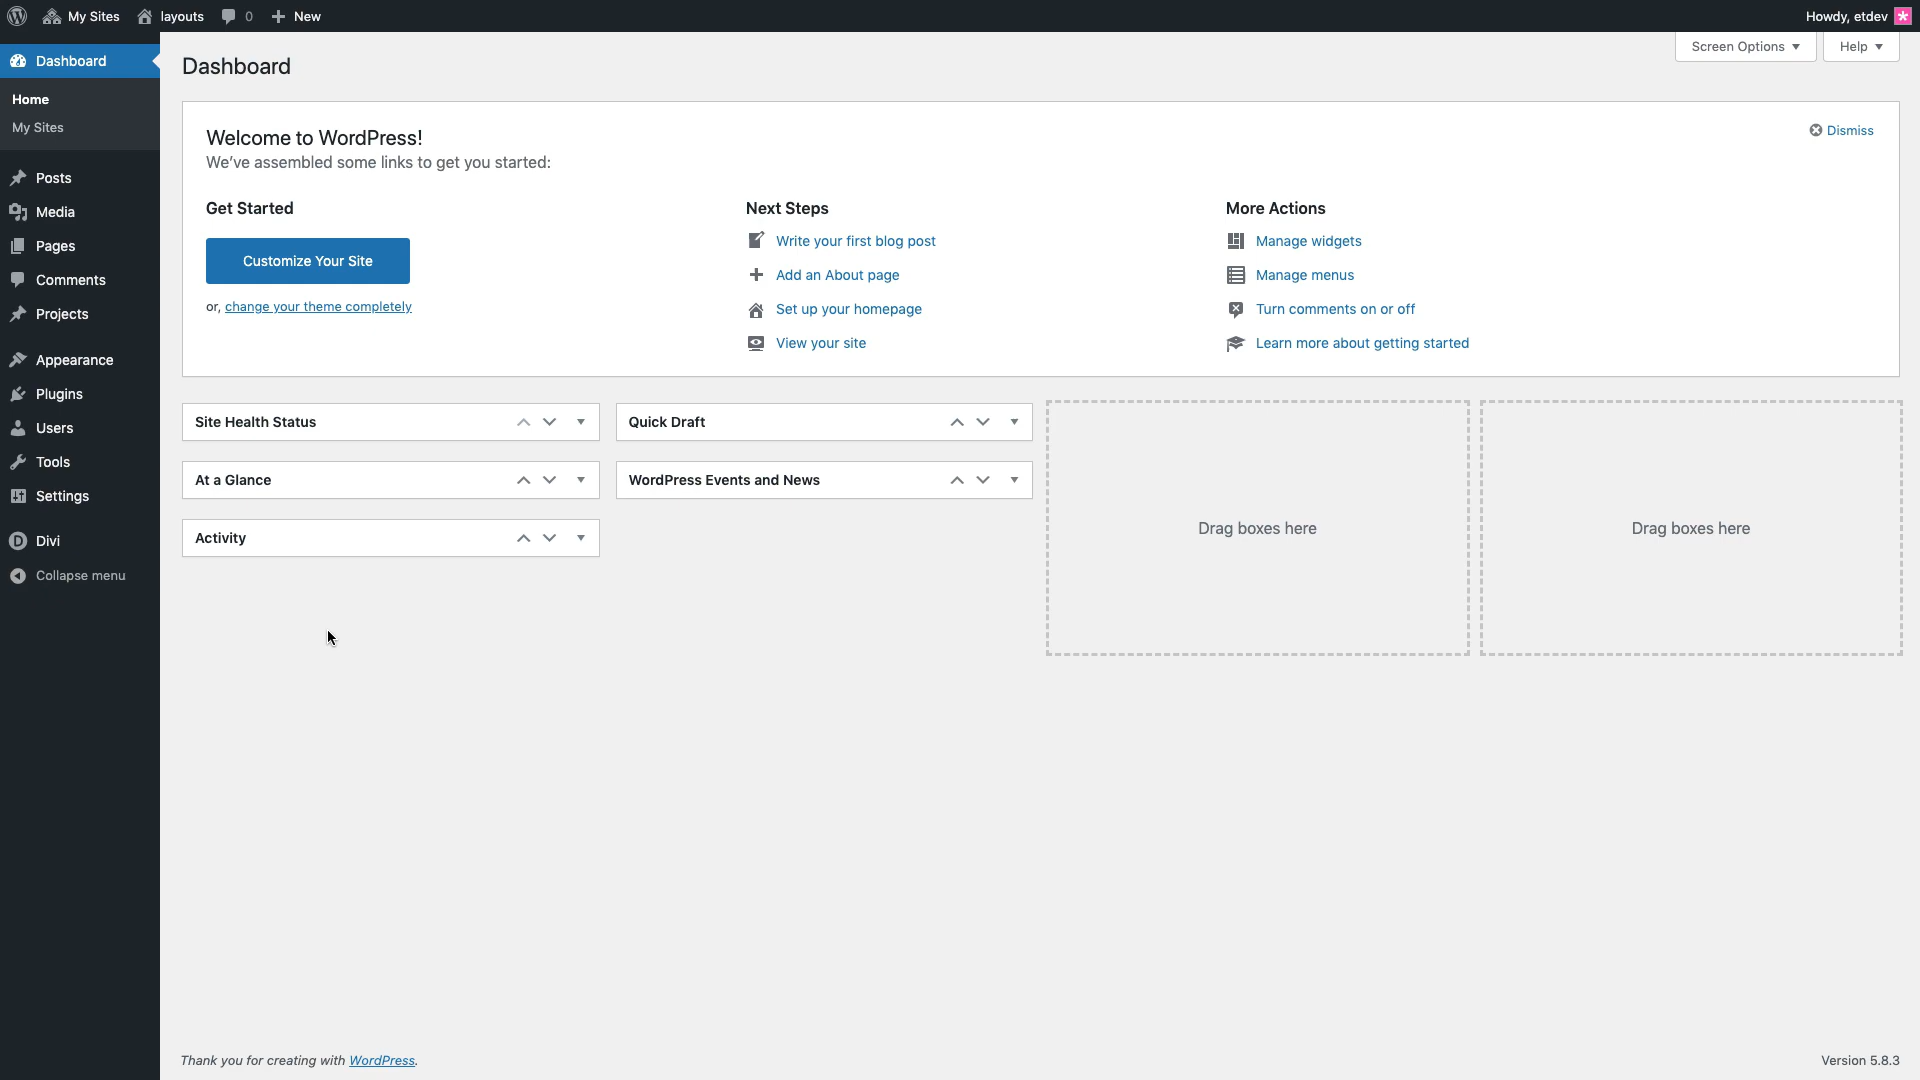 My Sites layouts 0 New Howdy, etdev
Dashboard
Home
My Sites
Posts
Media
Pages
Comments
Projects
Appearance
Plugins
Users
Tools
Settings
Divi
Collapse menu
Screen Options Help
Dashboard
Welcome to WordPress!
We've assembled some links to get you started:
Dismiss
Get Started
Customize Your Site
or, change your theme completely
Next Steps
Write your first blog post
Add an About page
Set up your homepage
View your site
More Actions
Manage widgets
Manage menus
Turn comments on or off
Learn more about getting started
Site Health Status
At a Glance
Activity
Quick Draft
WordPress Events and News
Drag boxes here
Drag boxes here
Thank you for creating with WordPress.
Version 5.8.3